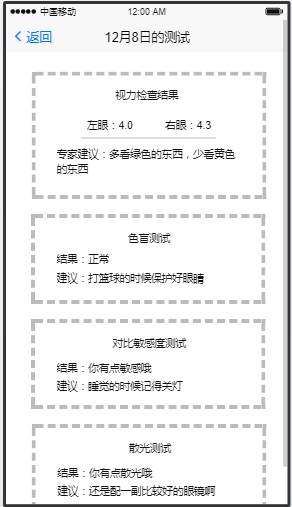 中国移动 12:00 AM
返回 12月8日的测试
视力检查结果
左眼：4.0 右眼：4.3
专家建议：多看绿色的东西，少看黄色
的东西
色盲测试
结果：正常
建议：打篮球的时候保护好眼睛
对比敏感度测试
结果：你有点敏感哦
建议：睡觉的时候记得关灯
散光测试
结果：你有点散光哦
建议：还是配一副比较好的眼镜啊